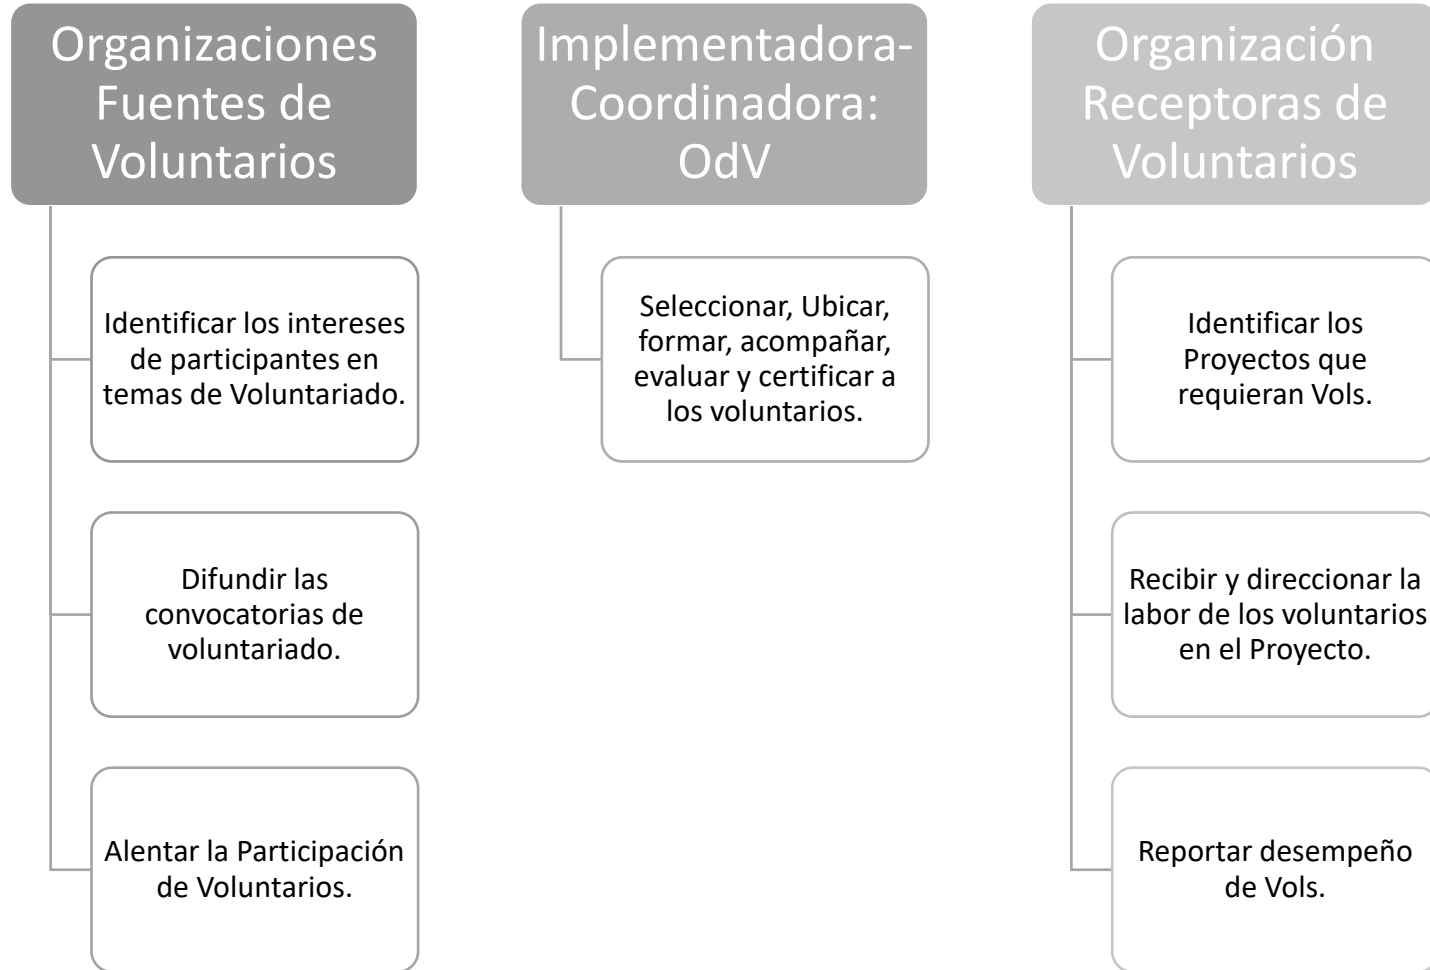 Organizaciones
Fuentes de
Voluntarios
Identificar los intereses
de participantes en
temas de Voluntariado.
Difundir las
convocatorias de
voluntariado.
Alentar la Participación
de Voluntarios.
Implementadora-
Coordinadora:
OdV
Seleccionar, Ubicar,
formar, acompañar,
evaluar y certificar a
los voluntarios.
Organización
Receptoras de
Voluntarios
Identificar los
Proyectos que
requieran Vols.
Recibir y direccionar la
labor de los voluntarios
en el Proyecto.
Reportar desempeño
de Vols.